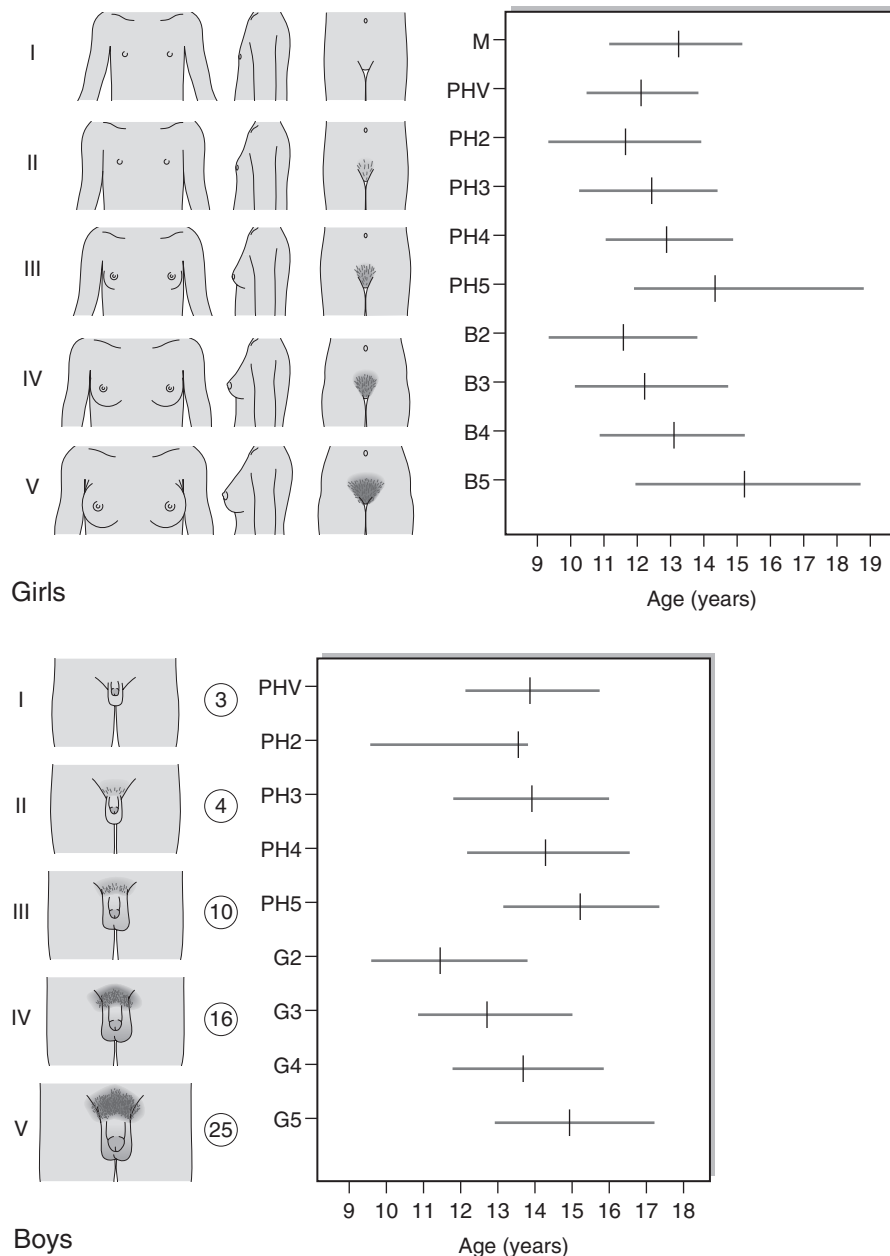 I
II
III
IV
V
Girls
M
PHV
PH2
PH3
PH4
PH5
B2
B3
B4
B5
9 10 11 12 13 14 15 16 17 18 19
Age (years)
I 3
II 4
III 10
IV 16
V 25
Boys
PHV
PH2
PH3
PH4
PH5
G2
G3
G4
G5
9 10 11 12 13 14 15 16 17 18
Age (years)